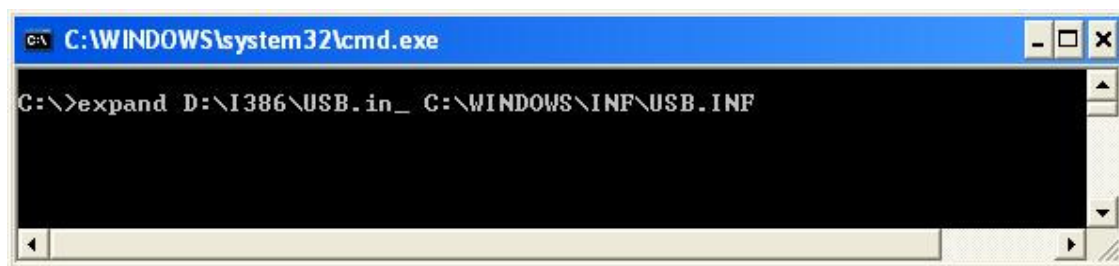 C:\WINDOWS\system32\cmd.exe
C:\>expand D:\I386\USB.in_ C:\WINDOWS\INF\USB.INF